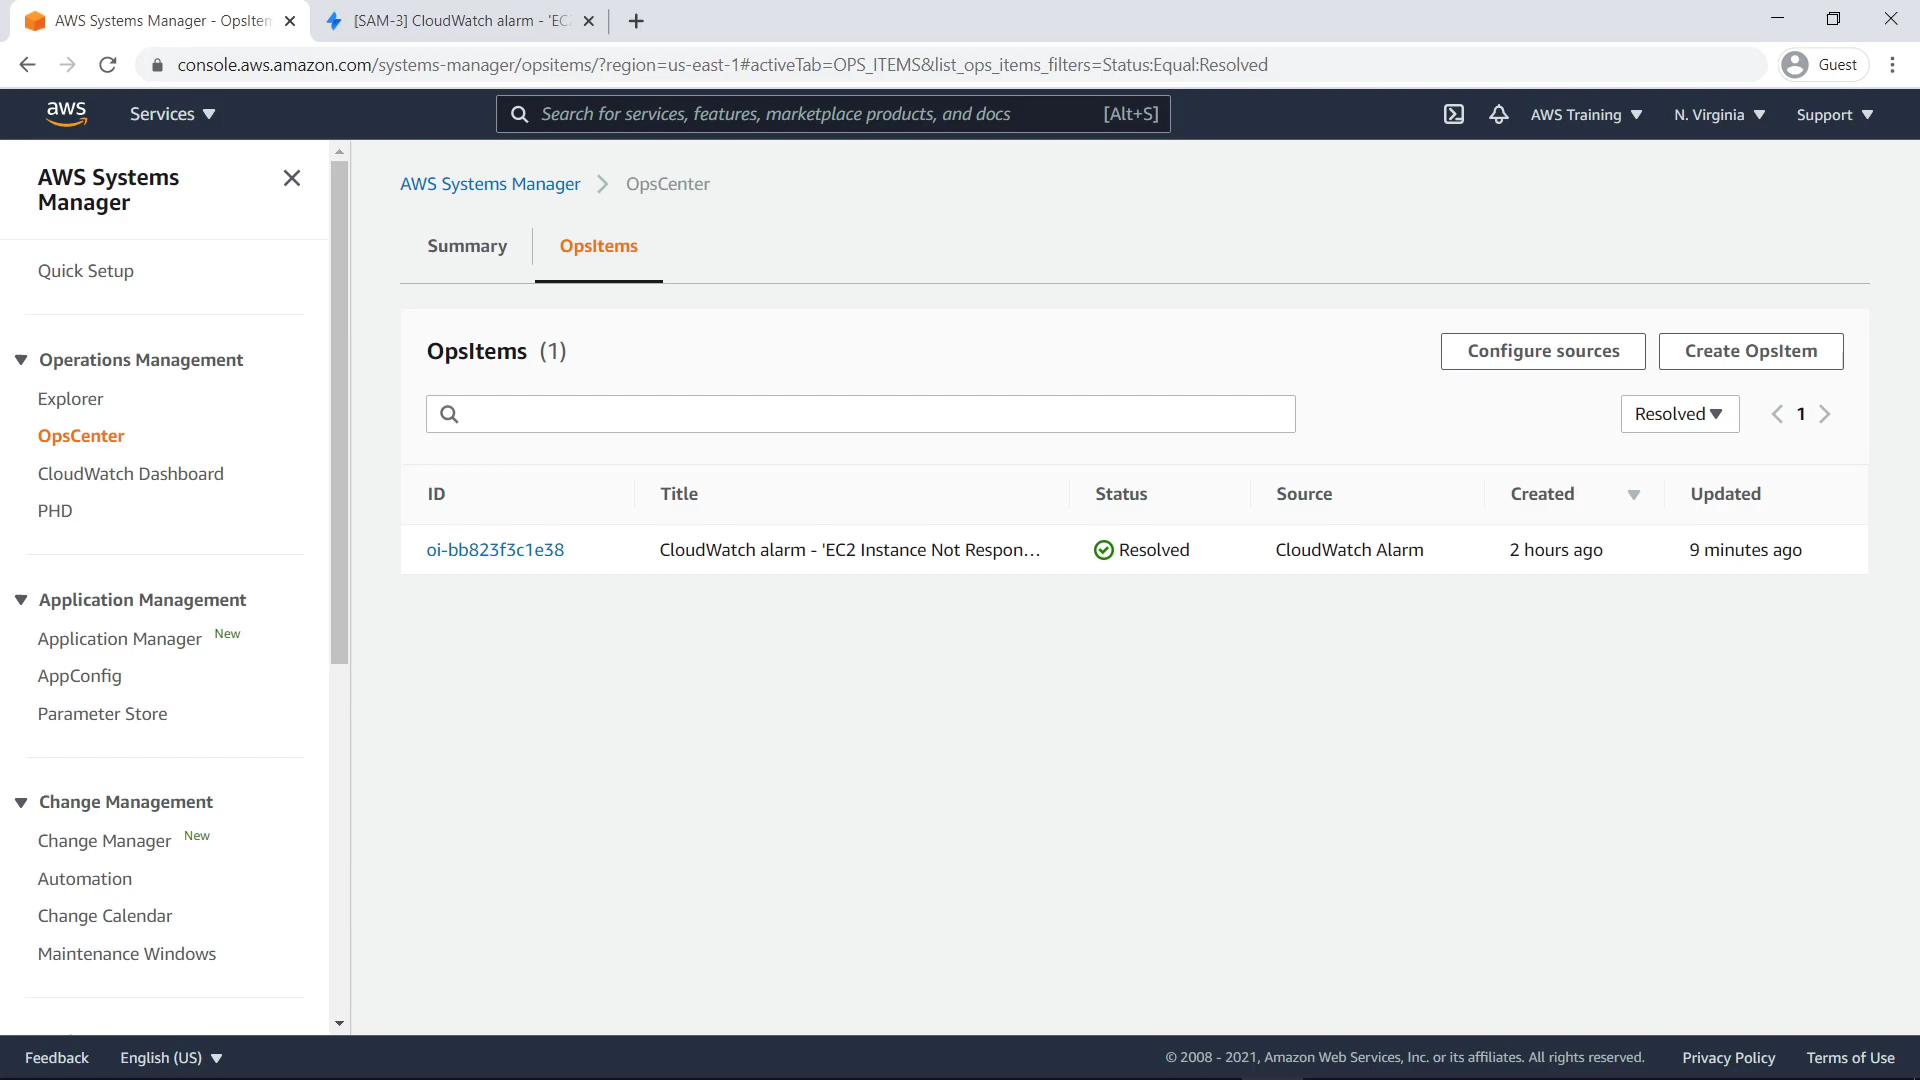 AWS Systems Manager - OpsItem
[SAM-3] CloudWatch alarm - 'EC2
console.aws.amazon.com/systems-manager/opsitems/?region=us-east-1#activeTab=OPS_ITEMS&list_ops_items_filters=Status:Equal:Resolved
Guest
aws
Services
Search for services, features, marketplace products, and docs
[Alt+S]
AWS Training
N. Virginia
Support
AWS Systems
Manager
Quick Setup
Operations Management
Explorer
OpsCenter
CloudWatch Dashboard
PHD
Application Management
Application Manager New
AppConfig
Parameter Store
Change Management
Change Manager New
Automation
Change Calendar
Maintenance Windows
AWS Systems Manager
OpsCenter
Summary
OpsItems
OpsItems (1)
Configure sources
Create OpsItem
Resolved
1
ID
Title
Status
Source
Created
Updated
oi-bb823f3c1e38
CloudWatch alarm - 'EC2 Instance Not Respon...
Resolved
CloudWatch Alarm
2 hours ago
9 minutes ago
Feedback
English (US)
© 2008 - 2021, Amazon Web Services, Inc. or its affiliates. All rights reserved.
Privacy Policy
Terms of Use